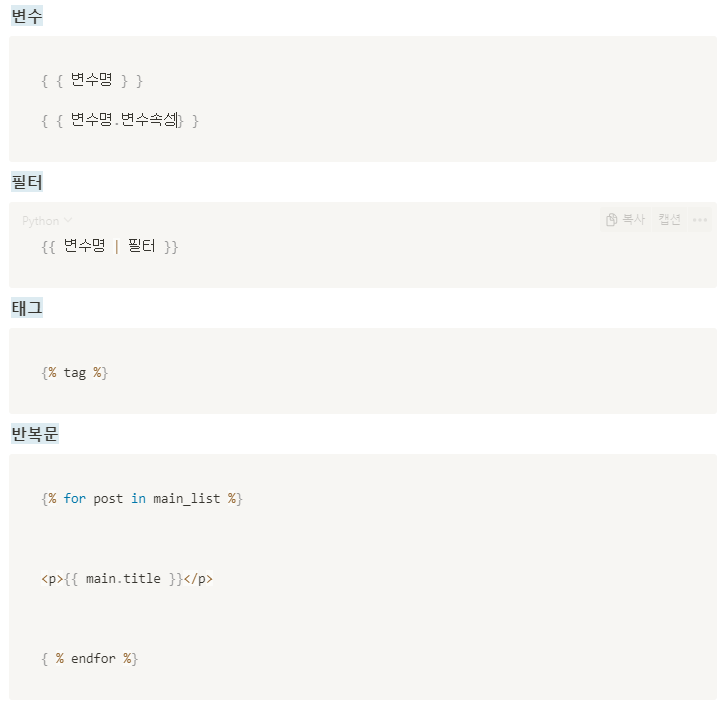 변수
{ { 변수명 } }
{ { 변수명.변수속성} }
필터
Python 복사 캡션 ···
{{ 변수명 | 필터 }}
태그
{% tag %}
반복문
{% for post in main_list %}
<p>{{ main.title }}</p>
{ % endfor %}